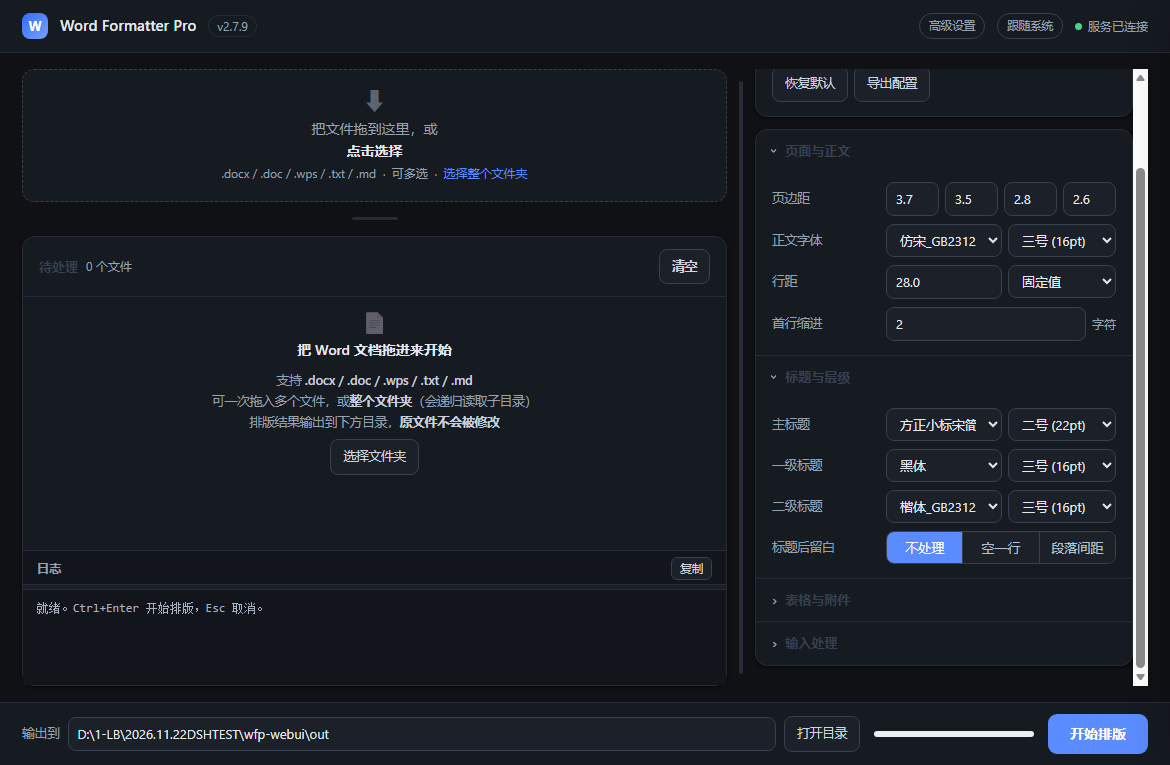 W Word Formatter Pro v2.7.9
高级设置 跟随系统 服务已连接
把文件拖到这里，或
点击选择
.docx / .doc / .wps / .txt / .md · 可多选 · 选择整个文件夹
待处理 0 个文件 清空
把 Word 文档拖进来开始
支持 .docx / .doc / .wps / .txt / .md
可一次拖入多个文件，或整个文件夹（会递归读取子目录）
排版结果输出到下方目录，原文件不会被修改
选择文件夹
日志 复制
就绪。Ctrl+Enter 开始排版，Esc 取消。
恢复默认 导出配置
页面与正文
页边距 3.7 3.5 2.8 2.6
正文字体 仿宋_GB2312 三号 (16pt)
行距 28.0 固定值
首行缩进 2 字符
标题与层级
主标题 方正小标宋简 二号 (22pt)
一级标题 黑体 三号 (16pt)
二级标题 楷体_GB2312 三号 (16pt)
标题后留白 不处理 空一行 段落间距
表格与附件
输入处理
输出到 D:\1-LB\2026.11.22DSHTEST\wfp-webui\out 打开目录 开始排版